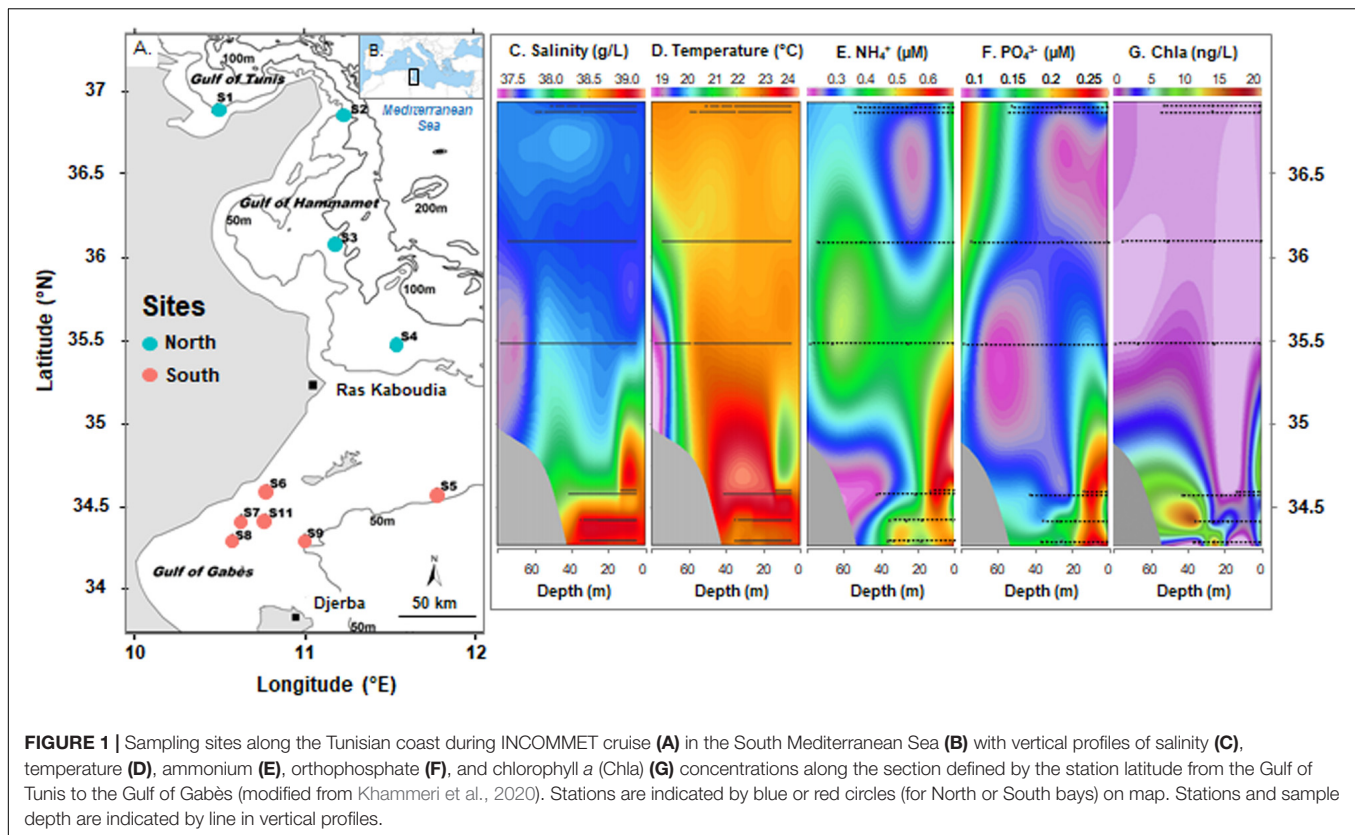 A.
B.
100m
Gulf of Tunis
S1
S2
Mediterranean
Sea
Gulf of Hammamet
200m
50m
S3
100m
S4
Sites
North
South
Ras Kaboudia
S6
S5
S7
S11
50m
S8
S9
Gulf of Gabès
N
Djerba
50 km
50m
37
36.5
36
35.5
35
34.5
34
Latitude (°N)
10 11 12
Longitude (°E)
C. Salinity (g/L)
37.5 38.0 38.5 39.0
D. Temperature (°C)
19 20 21 22 23 24
E. NH₄⁺ (µM)
0.3 0.4 0.5 0.6
F. PO₄³⁻ (µM)
0.1 0.15 0.2 0.25
G. Chla (ng/L)
0 5 10 15 20
36.5
36
35.5
35
34.5
80 60 40 20 0
Depth (m)
60 40 20 0
Depth (m)
80 60 40 20 0
Depth (m)
80 60 40 20 0
Depth (m)
80 60 40 20 0
Depth (m)
FIGURE 1 | Sampling sites along the Tunisian coast during INCOMMET cruise (A) in the South Mediterranean Sea (B) with vertical profiles of salinity (C),
temperature (D), ammonium (E), orthophosphate (F), and chlorophyll a (Chla) (G) concentrations along the section defined by the station latitude from the Gulf of
Tunis to the Gulf of Gabès (modified from Khammeri et al., 2020). Stations are indicated by blue or red circles (for North or South bays) on map. Stations and sample
depth are indicated by line in vertical profiles.